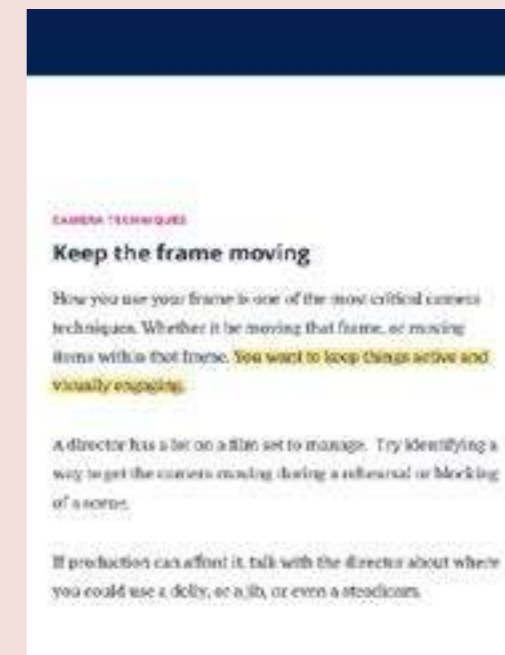 CAMERA TECHNIQUES
Keep the frame moving
How you use your frame is one of the most critical camera
techniques. Whether it be moving that frame, or moving
items within that frame. You want to keep things active and
visually engaging.
A director has a lot on a film set to manage. Try identifying a
way to get the camera moving during a rehearsal or blocking
of a scene.
If production can afford it, talk with the director about where
you could use a dolly, or a jib, or even a steadicam.